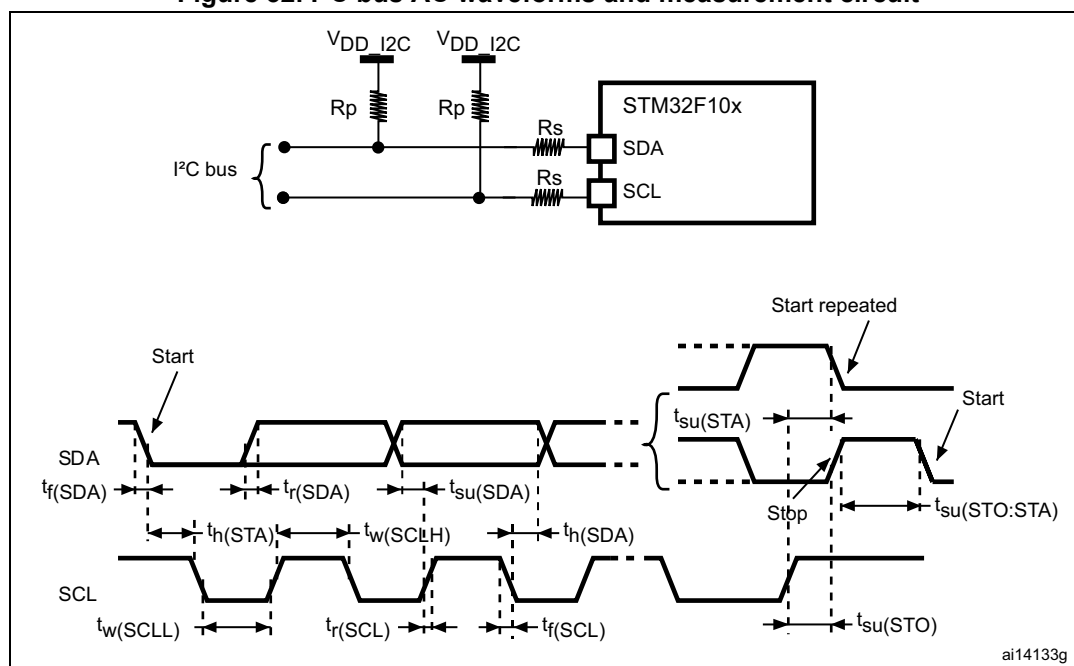 V_DD_I2C V_DD_I2C
Rp Rp
STM32F10x
Rs
SDA
I²C bus
Rs
SCL
Start repeated
Start
Start
t_su(STA)
SDA
t_f(SDA) t_r(SDA) t_su(SDA)
Stop
t_su(STO:STA)
t_h(STA) t_w(SCLH) t_h(SDA)
SCL
t_w(SCLL) t_r(SCL) t_f(SCL) t_su(STO)
ai14133g